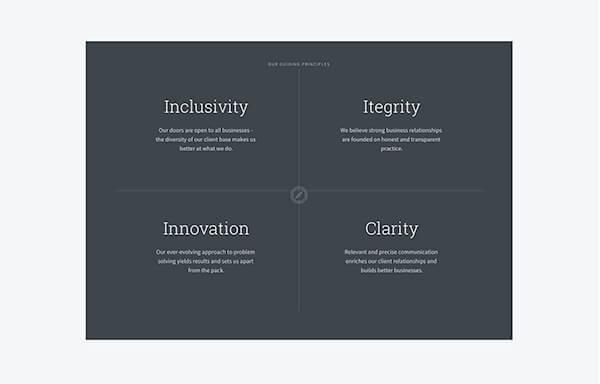 OUR GUIDING PRINCIPLES
Inclusivity
Our doors are open to all businesses -
the diversity of our client base makes us
better at what we do.
Itegrity
We believe strong business relationships
are founded on honest and transparent
practice.
Innovation
Our ever-evolving approach to problem
solving yields results and sets us apart
from the pack.
Clarity
Relevant and precise communication
enriches our client relationships and
builds better businesses.